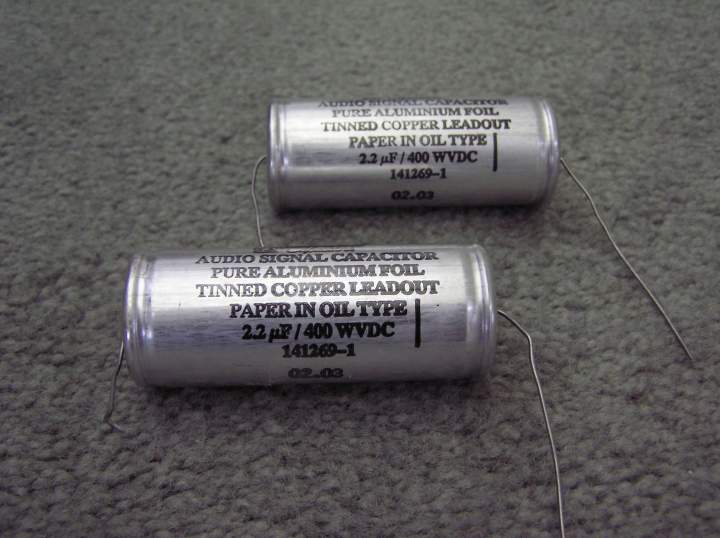 AUDIO SIGNAL CAPACITOR
PURE ALUMINIUM FOIL
TINNED COPPER LEADOUT
PAPER IN OIL TYPE
2.2 µF / 400 WVDC
141269-1
02.03
AUDIO SIGNAL CAPACITOR
PURE ALUMINIUM FOIL
TINNED COPPER LEADOUT
PAPER IN OIL TYPE
2.2 µF / 400 WVDC
141269-1
02.03